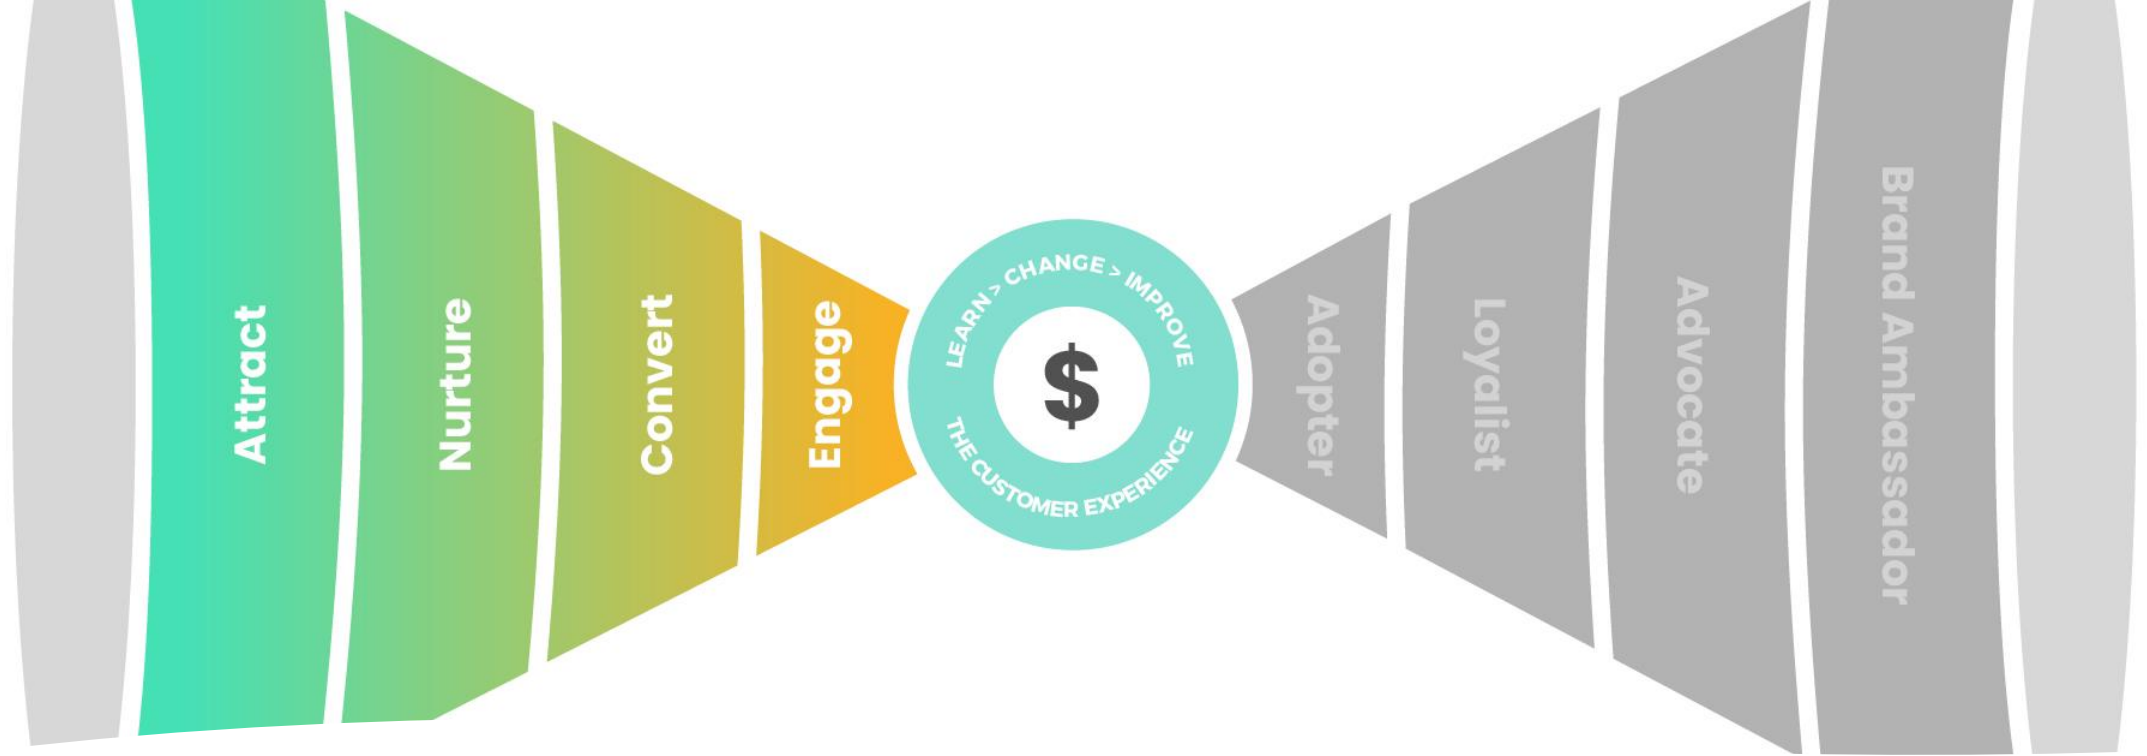 Attract
Nurture
Convert
Engage
LEARN > CHANGE > IMPROVE
$
THE CUSTOMER EXPERIENCE
Adopter
Loyalist
Advocate
Brand Ambassador